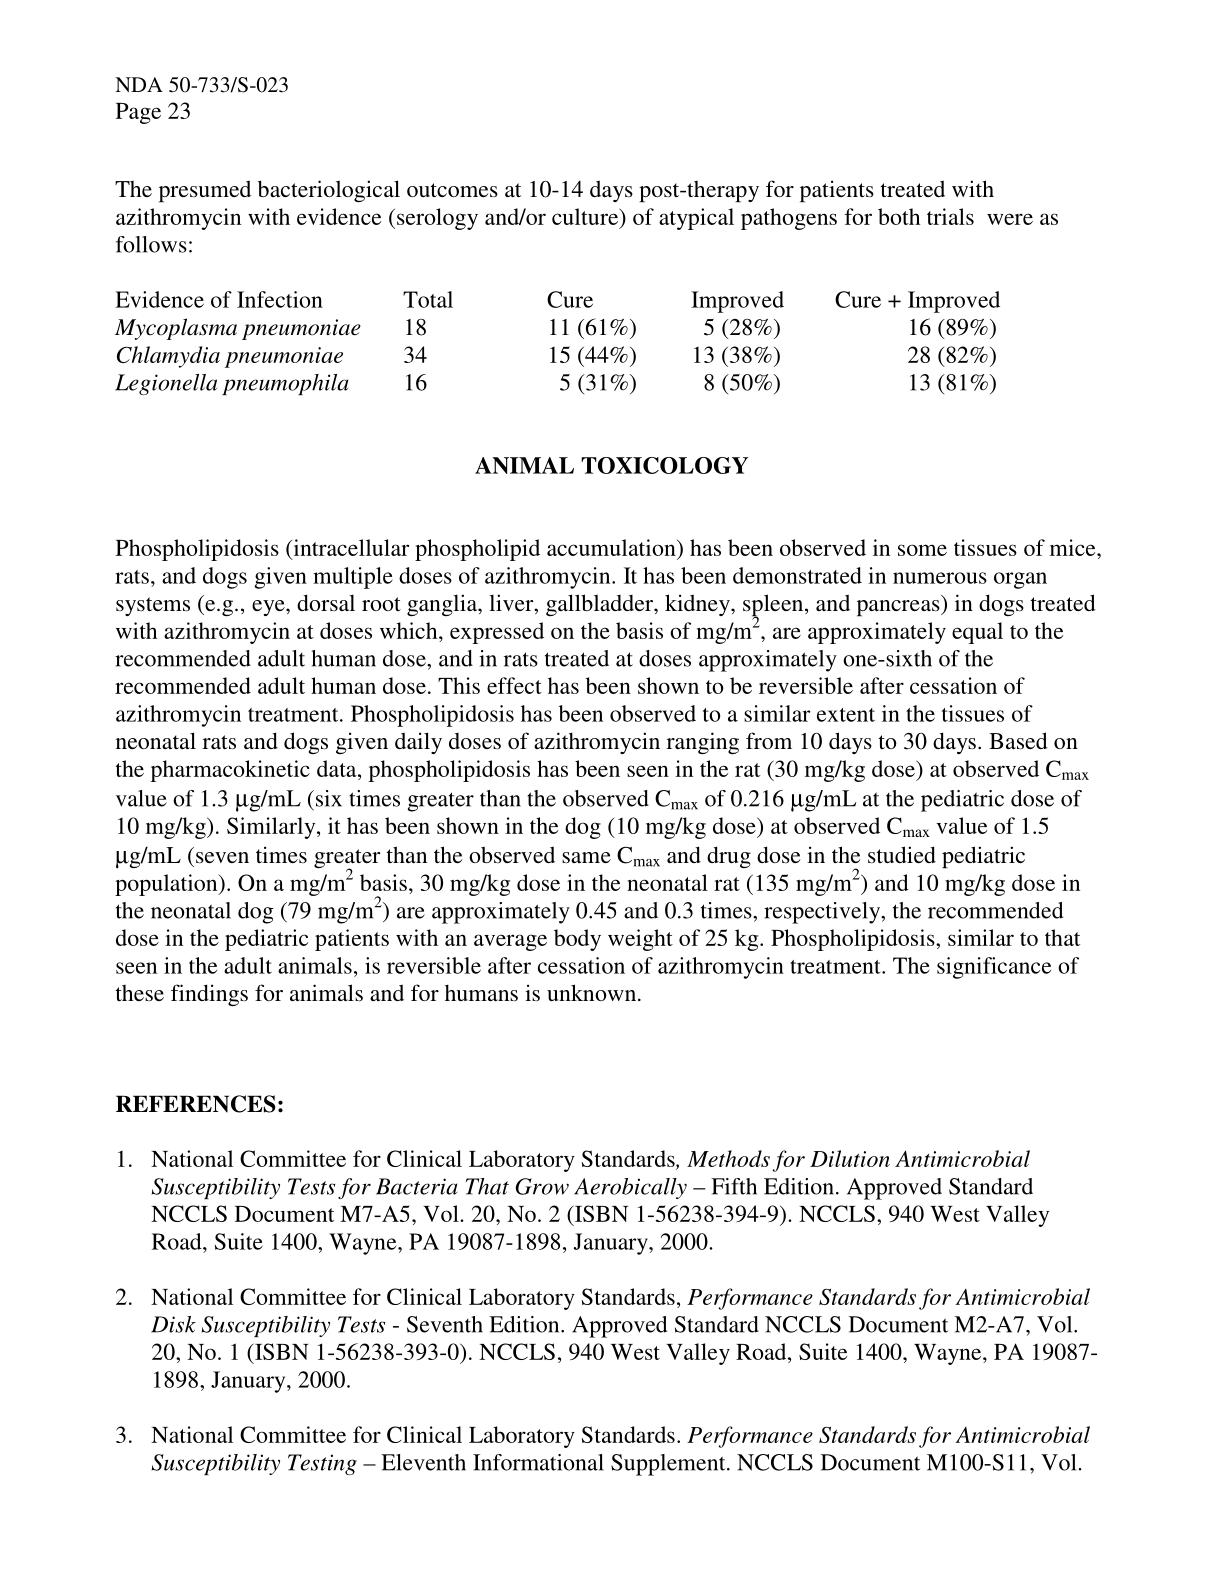 NDA 50-733/S-023
Page 23
The presumed bacteriological outcomes at 10-14 days post-therapy for patients treated with
azithromycin with evidence (serology and/or culture) of atypical pathogens for both trials  were as
follows:
Evidence of Infection Total Cure Improved Cure + Improved
Mycoplasma pneumoniae 18 11 (61%) 5 (28%) 16 (89%)
Chlamydia pneumoniae 34 15 (44%) 13 (38%) 28 (82%)
Legionella pneumophila 16 5 (31%) 8 (50%) 13 (81%)
ANIMAL TOXICOLOGY
Phospholipidosis (intracellular phospholipid accumulation) has been observed in some tissues of mice,
rats, and dogs given multiple doses of azithromycin. It has been demonstrated in numerous organ
systems (e.g., eye, dorsal root ganglia, liver, gallbladder, kidney, spleen, and pancreas) in dogs treated
with azithromycin at doses which, expressed on the basis of mg/m², are approximately equal to the
recommended adult human dose, and in rats treated at doses approximately one-sixth of the
recommended adult human dose. This effect has been shown to be reversible after cessation of
azithromycin treatment. Phospholipidosis has been observed to a similar extent in the tissues of
neonatal rats and dogs given daily doses of azithromycin ranging from 10 days to 30 days. Based on
the pharmacokinetic data, phospholipidosis has been seen in the rat (30 mg/kg dose) at observed Cmax
value of 1.3 µg/mL (six times greater than the observed Cmax of 0.216 µg/mL at the pediatric dose of
10 mg/kg). Similarly, it has been shown in the dog (10 mg/kg dose) at observed Cmax value of 1.5
µg/mL (seven times greater than the observed same Cmax and drug dose in the studied pediatric
population). On a mg/m² basis, 30 mg/kg dose in the neonatal rat (135 mg/m²) and 10 mg/kg dose in
the neonatal dog (79 mg/m²) are approximately 0.45 and 0.3 times, respectively, the recommended
dose in the pediatric patients with an average body weight of 25 kg. Phospholipidosis, similar to that
seen in the adult animals, is reversible after cessation of azithromycin treatment. The significance of
these findings for animals and for humans is unknown.
REFERENCES:
1. National Committee for Clinical Laboratory Standards, Methods for Dilution Antimicrobial
Susceptibility Tests for Bacteria That Grow Aerobically – Fifth Edition. Approved Standard
NCCLS Document M7-A5, Vol. 20, No. 2 (ISBN 1-56238-394-9). NCCLS, 940 West Valley
Road, Suite 1400, Wayne, PA 19087-1898, January, 2000.
2. National Committee for Clinical Laboratory Standards, Performance Standards for Antimicrobial
Disk Susceptibility Tests - Seventh Edition. Approved Standard NCCLS Document M2-A7, Vol.
20, No. 1 (ISBN 1-56238-393-0). NCCLS, 940 West Valley Road, Suite 1400, Wayne, PA 19087-
1898, January, 2000.
3. National Committee for Clinical Laboratory Standards. Performance Standards for Antimicrobial
Susceptibility Testing – Eleventh Informational Supplement. NCCLS Document M100-S11, Vol.